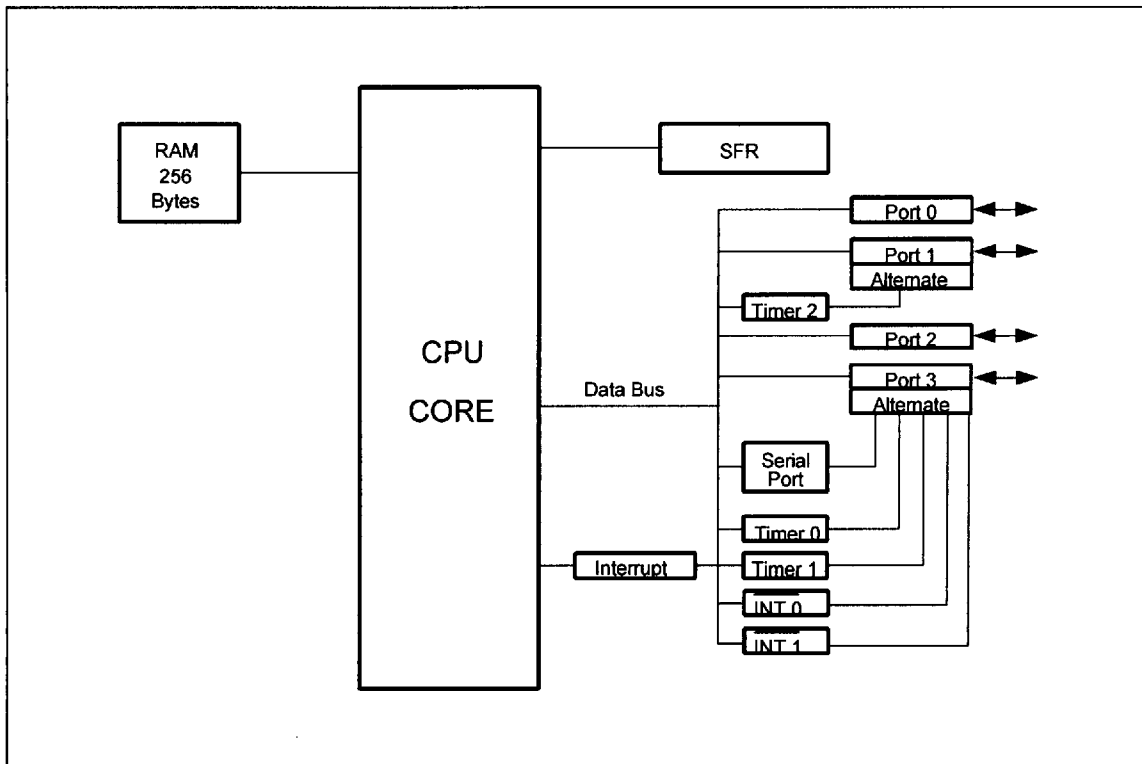 RAM
256
Bytes
CPU
CORE
SFR
Port 0
Port 1
Alternate
Timer 2
Port 2
Port 3
Alternate
Data Bus
Serial
Port
Timer 0
Interrupt
Timer 1
INT 0
INT 1